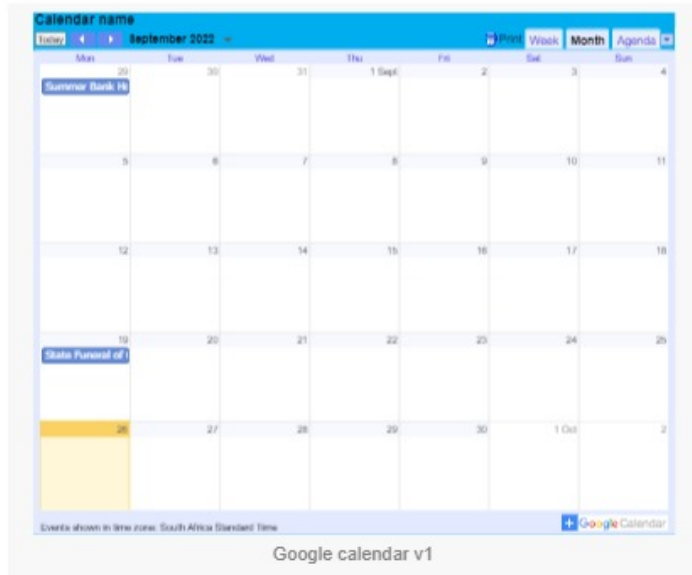 Calendar name
Today September 2022 Print Week Month Agenda
Mon Tue Wed Thu Fri Sat Sun
29 30 31 1 Sept 2 3 4
Summer Bank H
5 6 7 8 9 10 11
12 13 14 15 16 17 18
19 20 21 22 23 24 25
State Funeral of
26 27 28 29 30 1 Oct 2
Events shown in time zone: South Africa Standard Time
Google Calendar
Google calendar v1